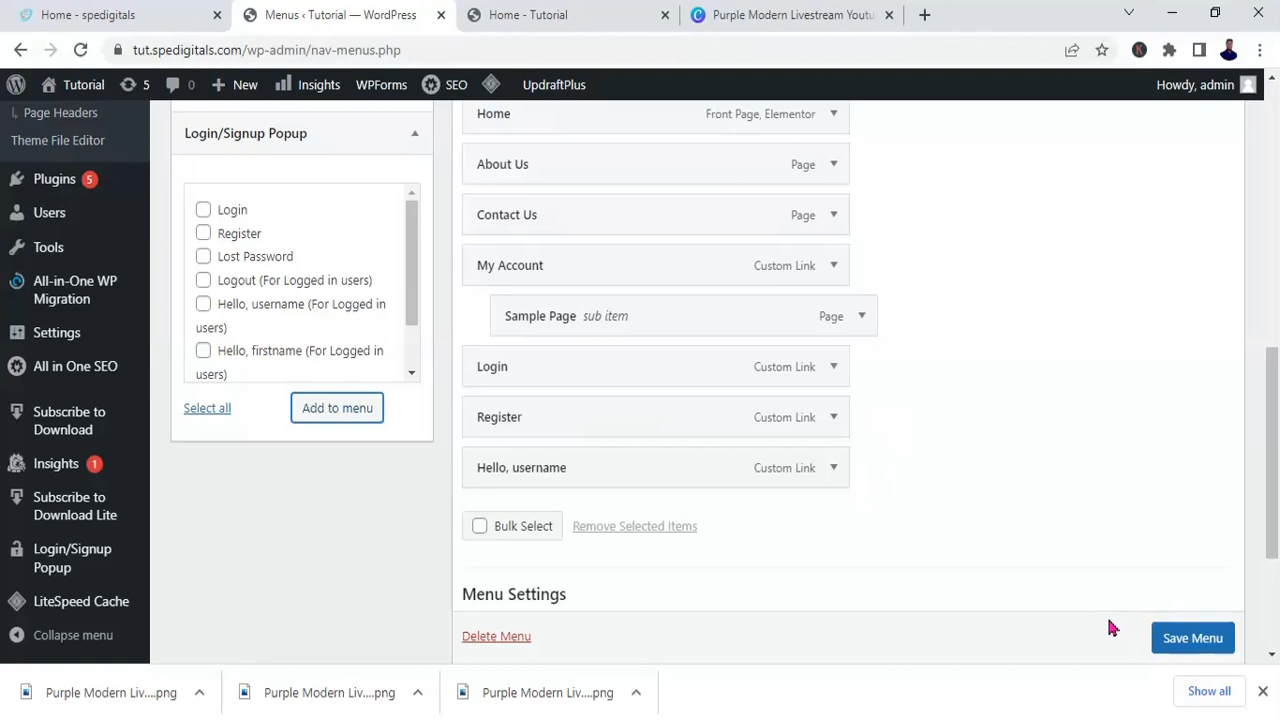 Home - spedigitals
Menus ‹ Tutorial — WordPress
Home - Tutorial
Purple Modern Livestream Youtu
tut.spedigitals.com/wp-admin/nav-menus.php
Tutorial 5 0 New Insights WPForms SEO UpdraftPlus Howdy, admin
Page Headers
Theme File Editor
Plugins 5
Users
Tools
All-in-One WP
Migration
Settings
All in One SEO
Subscribe to
Download
Insights 1
Subscribe to
Download Lite
Login/Signup
Popup
LiteSpeed Cache
Collapse menu
Login/Signup Popup
Login
Register
Lost Password
Logout (For Logged in users)
Hello, username (For Logged in
users)
Hello, firstname (For Logged in
users)
Select all Add to menu
Home Front Page, Elementor
About Us Page
Contact Us Page
My Account Custom Link
Sample Page sub item Page
Login Custom Link
Register Custom Link
Hello, username Custom Link
Bulk Select Remove Selected Items
Menu Settings
Delete Menu Save Menu
Purple Modern Liv....png
Purple Modern Liv....png
Purple Modern Liv....png
Show all